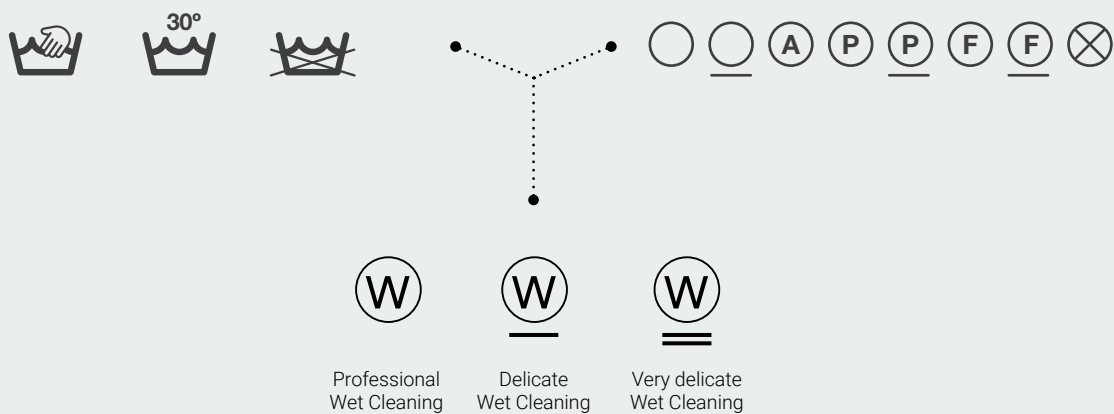 30º
A P P F F
W W W
Professional
Wet Cleaning
Delicate
Wet Cleaning
Very delicate
Wet Cleaning